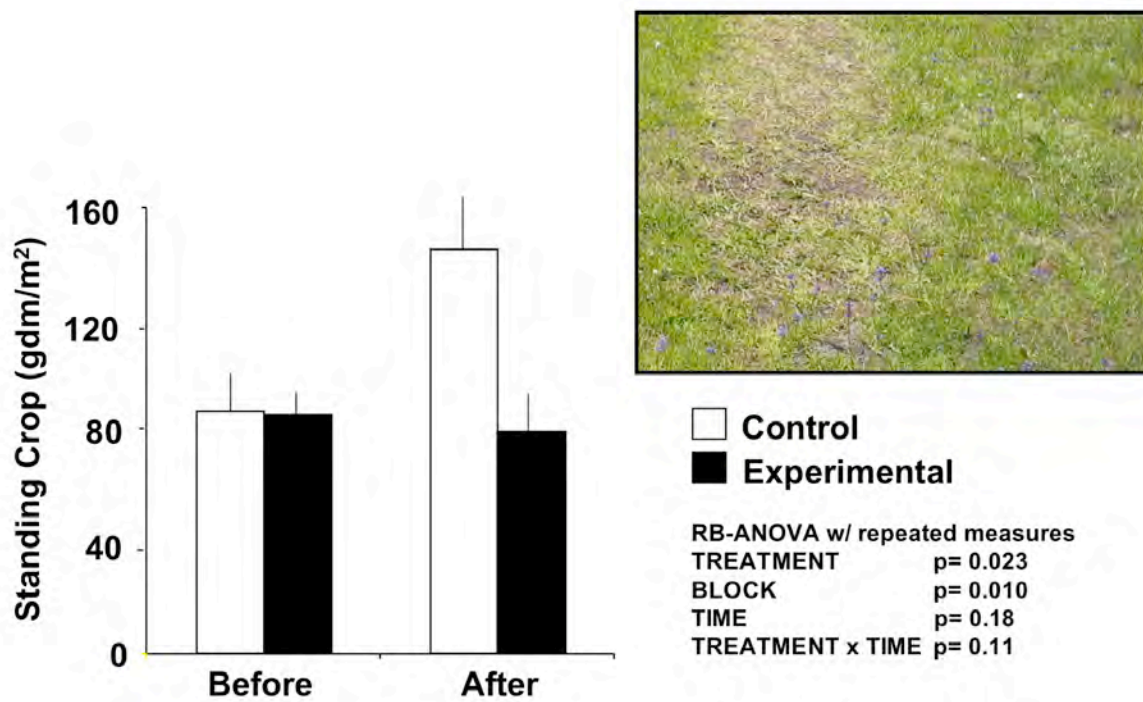 160
120
80
40
0
Standing Crop (gdm/m²)
Before After
Control
Experimental
RB-ANOVA w/ repeated measures
TREATMENT p= 0.023
BLOCK p= 0.010
TIME p= 0.18
TREATMENT x TIME p= 0.11